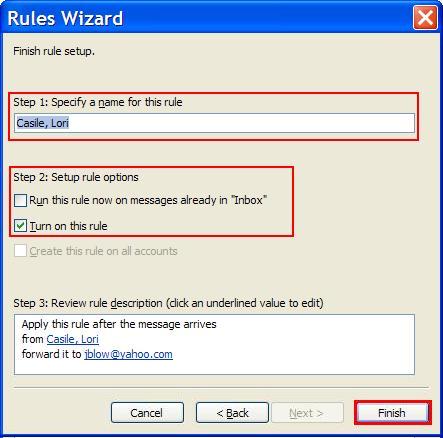 Rules Wizard
Finish rule setup.
Step 1: Specify a name for this rule
Casile, Lori
Step 2: Setup rule options
Run this rule now on messages already in "Inbox"
Turn on this rule
Create this rule on all accounts
Step 3: Review rule description (click an underlined value to edit)
Apply this rule after the message arrives
from Casile, Lori
forward it to jblow@yahoo.com
Cancel
< Back
Next >
Finish